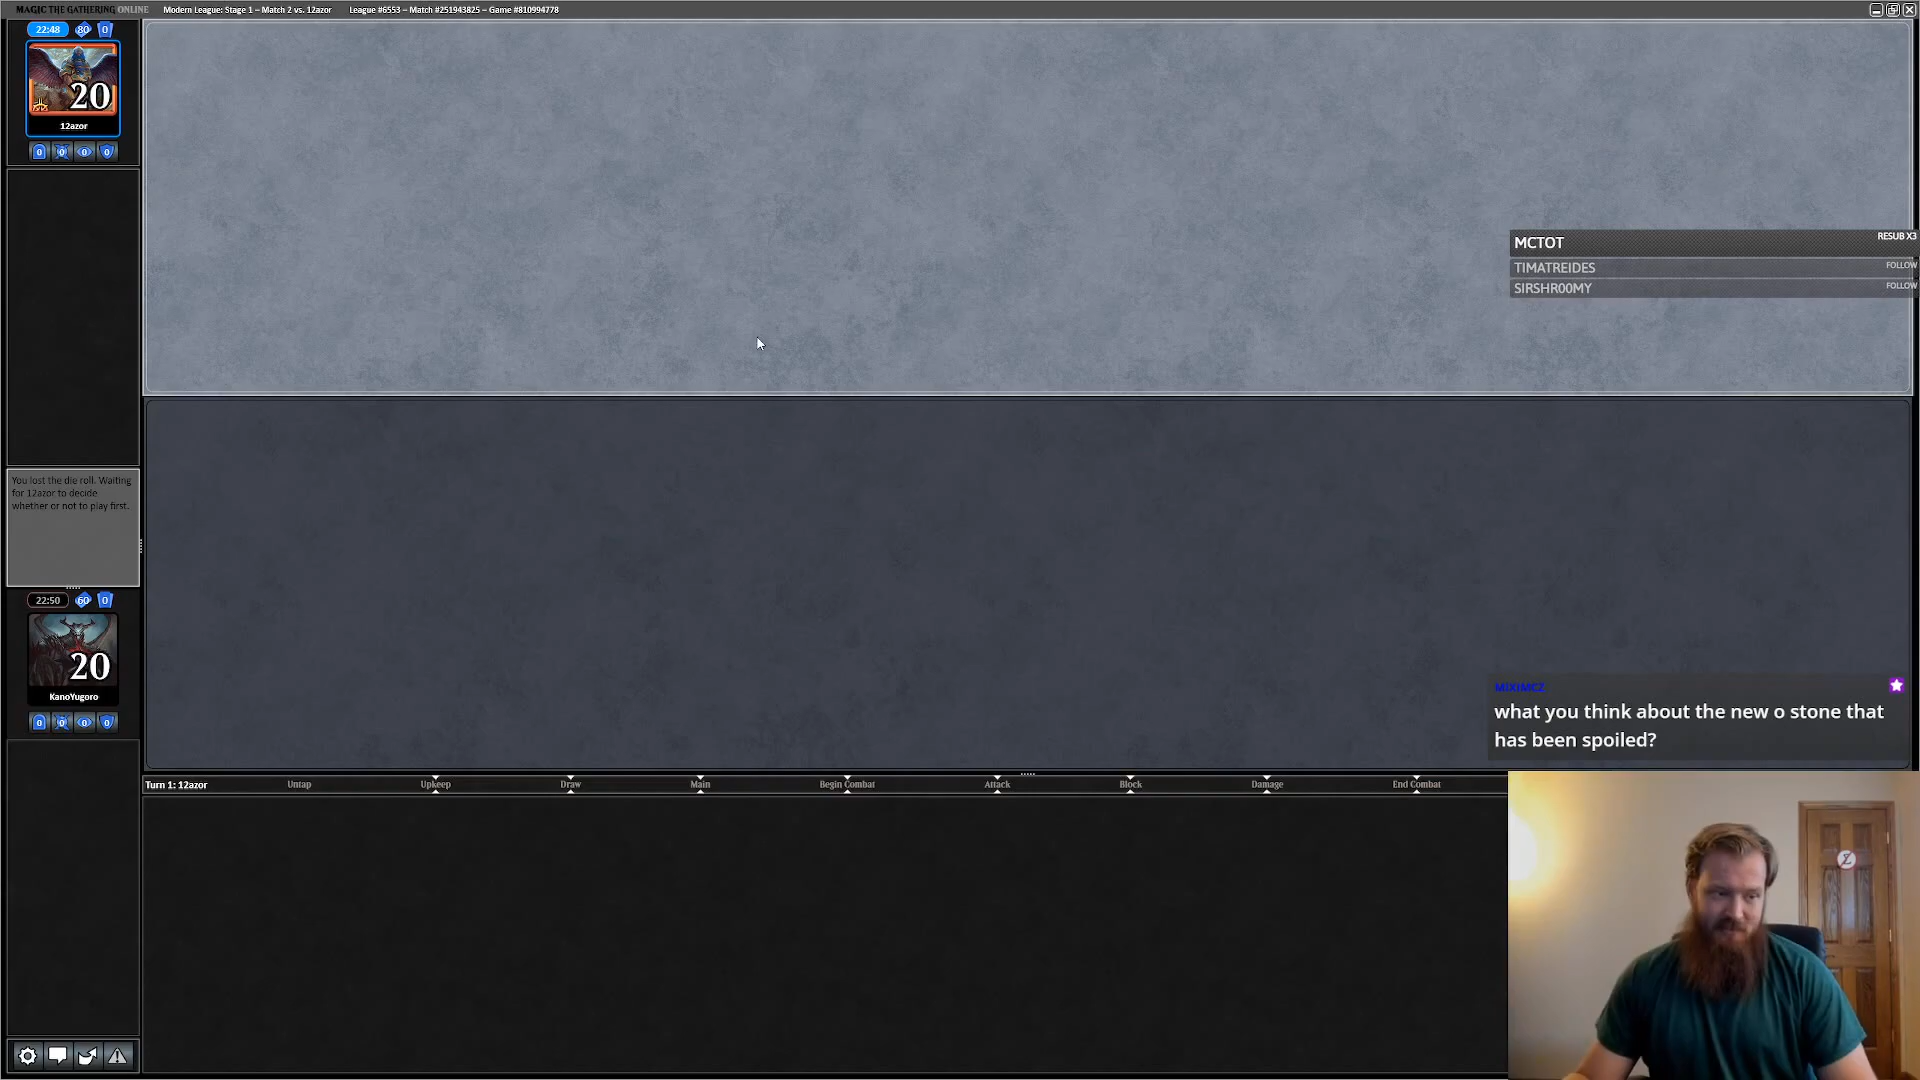 MAGIC THE GATHERING ONLINE Modern League: Stage 1 – Match 2 vs. 12azor League #6553 – Match #251943825 – Game #810994778
22:48 80 0
20
12azor
0 0 0 0
MCTOT RESUB X3
TIMATREIDES FOLLOW
SIRSHR00MY FOLLOW
You lost the die roll. Waiting
for 12azor to decide
whether or not to play first.
22:50 60 0
20
KanoYugoro
0 0 0 0
MIXIMCZ
what you think about the new o stone that
has been spoiled?
Turn 1: 12azor Untap Upkeep Draw Main Begin Combat Attack Block Damage End Combat
Z